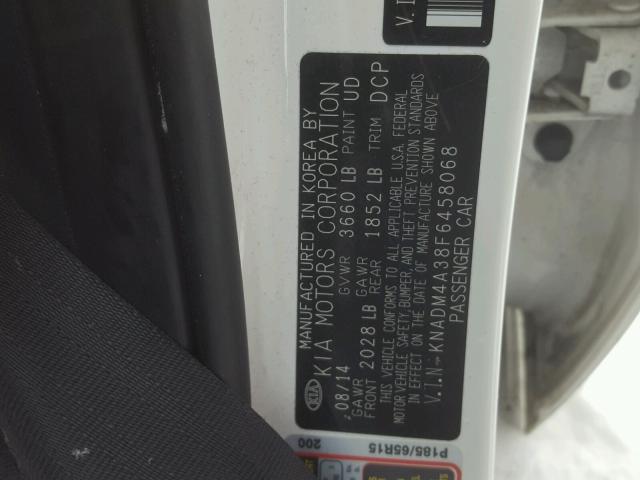 KIA
MANUFACTURED IN KOREA BY
KIA MOTORS CORPORATION
08/14 GVWR 3660 LB PAINT UD
GAWR FRONT 2028 LB GAWR REAR 1852 LB TRIM DCP
THIS VEHICLE CONFORMS TO ALL APPLICABLE U.S.A. FEDERAL
MOTOR VEHICLE SAFETY, BUMPER, AND THEFT PREVENTION STANDARDS
IN EFFECT ON THE DATE OF MANUFACTURE SHOWN ABOVE
V.I.N: KNADM4A38F6458068
PASSENGER CAR
V.I
P185/65R15
200